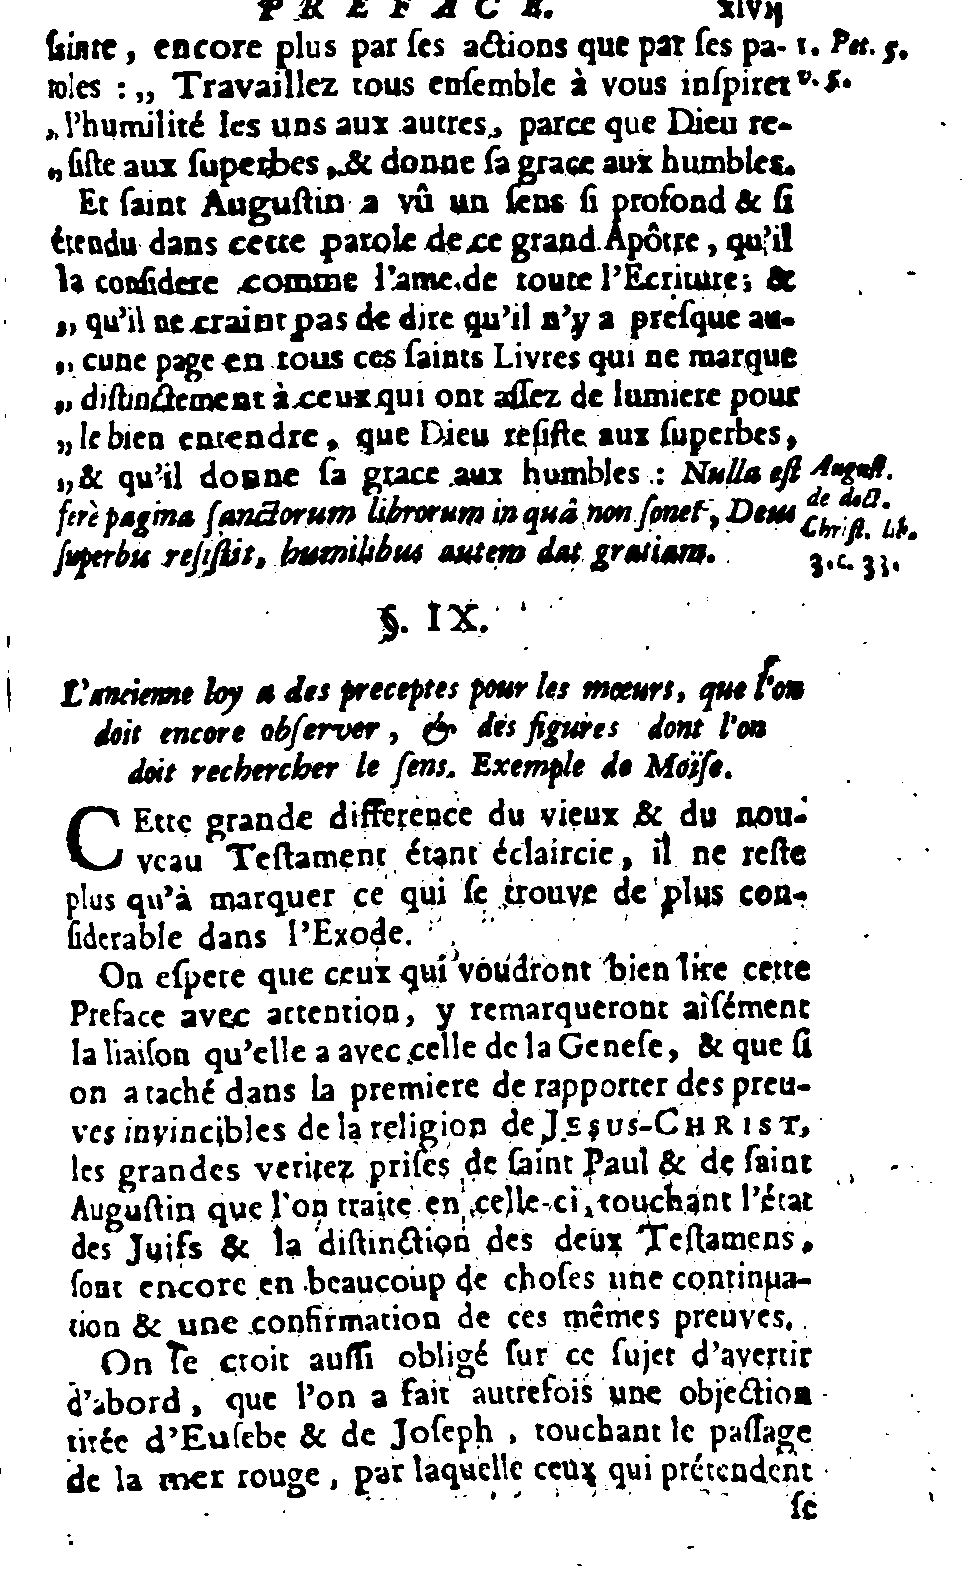 PREFACE. xlvij
ſainte, encore plus par ſes actions que par ſes pa- 1. Pet. 5.
roles : „ Travaillez tous enſemble à vous inſpirer v. 5.
„ l'humilité les uns aux autres, parce que Dieu re-
„ ſiſte aux ſuperbes, & donne ſa grace aux humbles.
Et ſaint Auguſtin a vû un ſens ſi profond & ſi
étendu dans cette parole de ce grand Apôtre, qu'il
la conſidere comme l'ame de toute l'Ecriture; &
„ qu'il ne craint pas de dire qu'il n'y a preſque au-
„ cune page en tous ces ſaints Livres qui ne marque
„ diſtinctement à ceux qui ont aſſez de lumiere pour
„ le bien entendre, que Dieu reſiſte aux ſuperbes,
„ & qu'il donne ſa grace aux humbles : Nulla eſt Auguſt.
ferè pagina ſanctorum librorum in quâ non ſonet, Deus de doct.
Chriſt. lib.
ſuperbis reſiſtit, humilibus autem dat gratiam. 3. c. 33.
§. IX.
L'ancienne loy a des preceptes pour les mœurs, que l'on
doit encore obſerver, & des figures dont l'on
doit rechercher le ſens. Exemple de Moïſe.
CEtte grande différence du vieux & du nou-
veau Teſtament étant éclaircie, il ne reſte
plus qu'à marquer ce qui ſe trouve de plus con-
ſiderable dans l'Exode.
On eſpere que ceux qui voudront bien lire cette
Preface avec attention, y remarqueront aiſément
la liaiſon qu'elle a avec celle de la Geneſe, & que ſi
on a taché dans la premiere de rapporter des preu-
ves invincibles de la religion de JESUS-CHRIST,
les grandes veritez priſes de ſaint Paul & de ſaint
Auguſtin que l'on traite en celle-ci, touchant l'état
des Juifs & la diſtinction des deux Teſtamens,
ſont encore en beaucoup de choſes une continua-
tion & une confirmation de ces mêmes preuves.
On ſe croit auſſi obligé ſur ce ſujet d'avertir
d'abord, que l'on a fait autrefois une objection
tirée d'Euſebe & de Joſeph, touchant le paſſage
de la mer rouge, par laquelle ceux qui prétendent
ſe